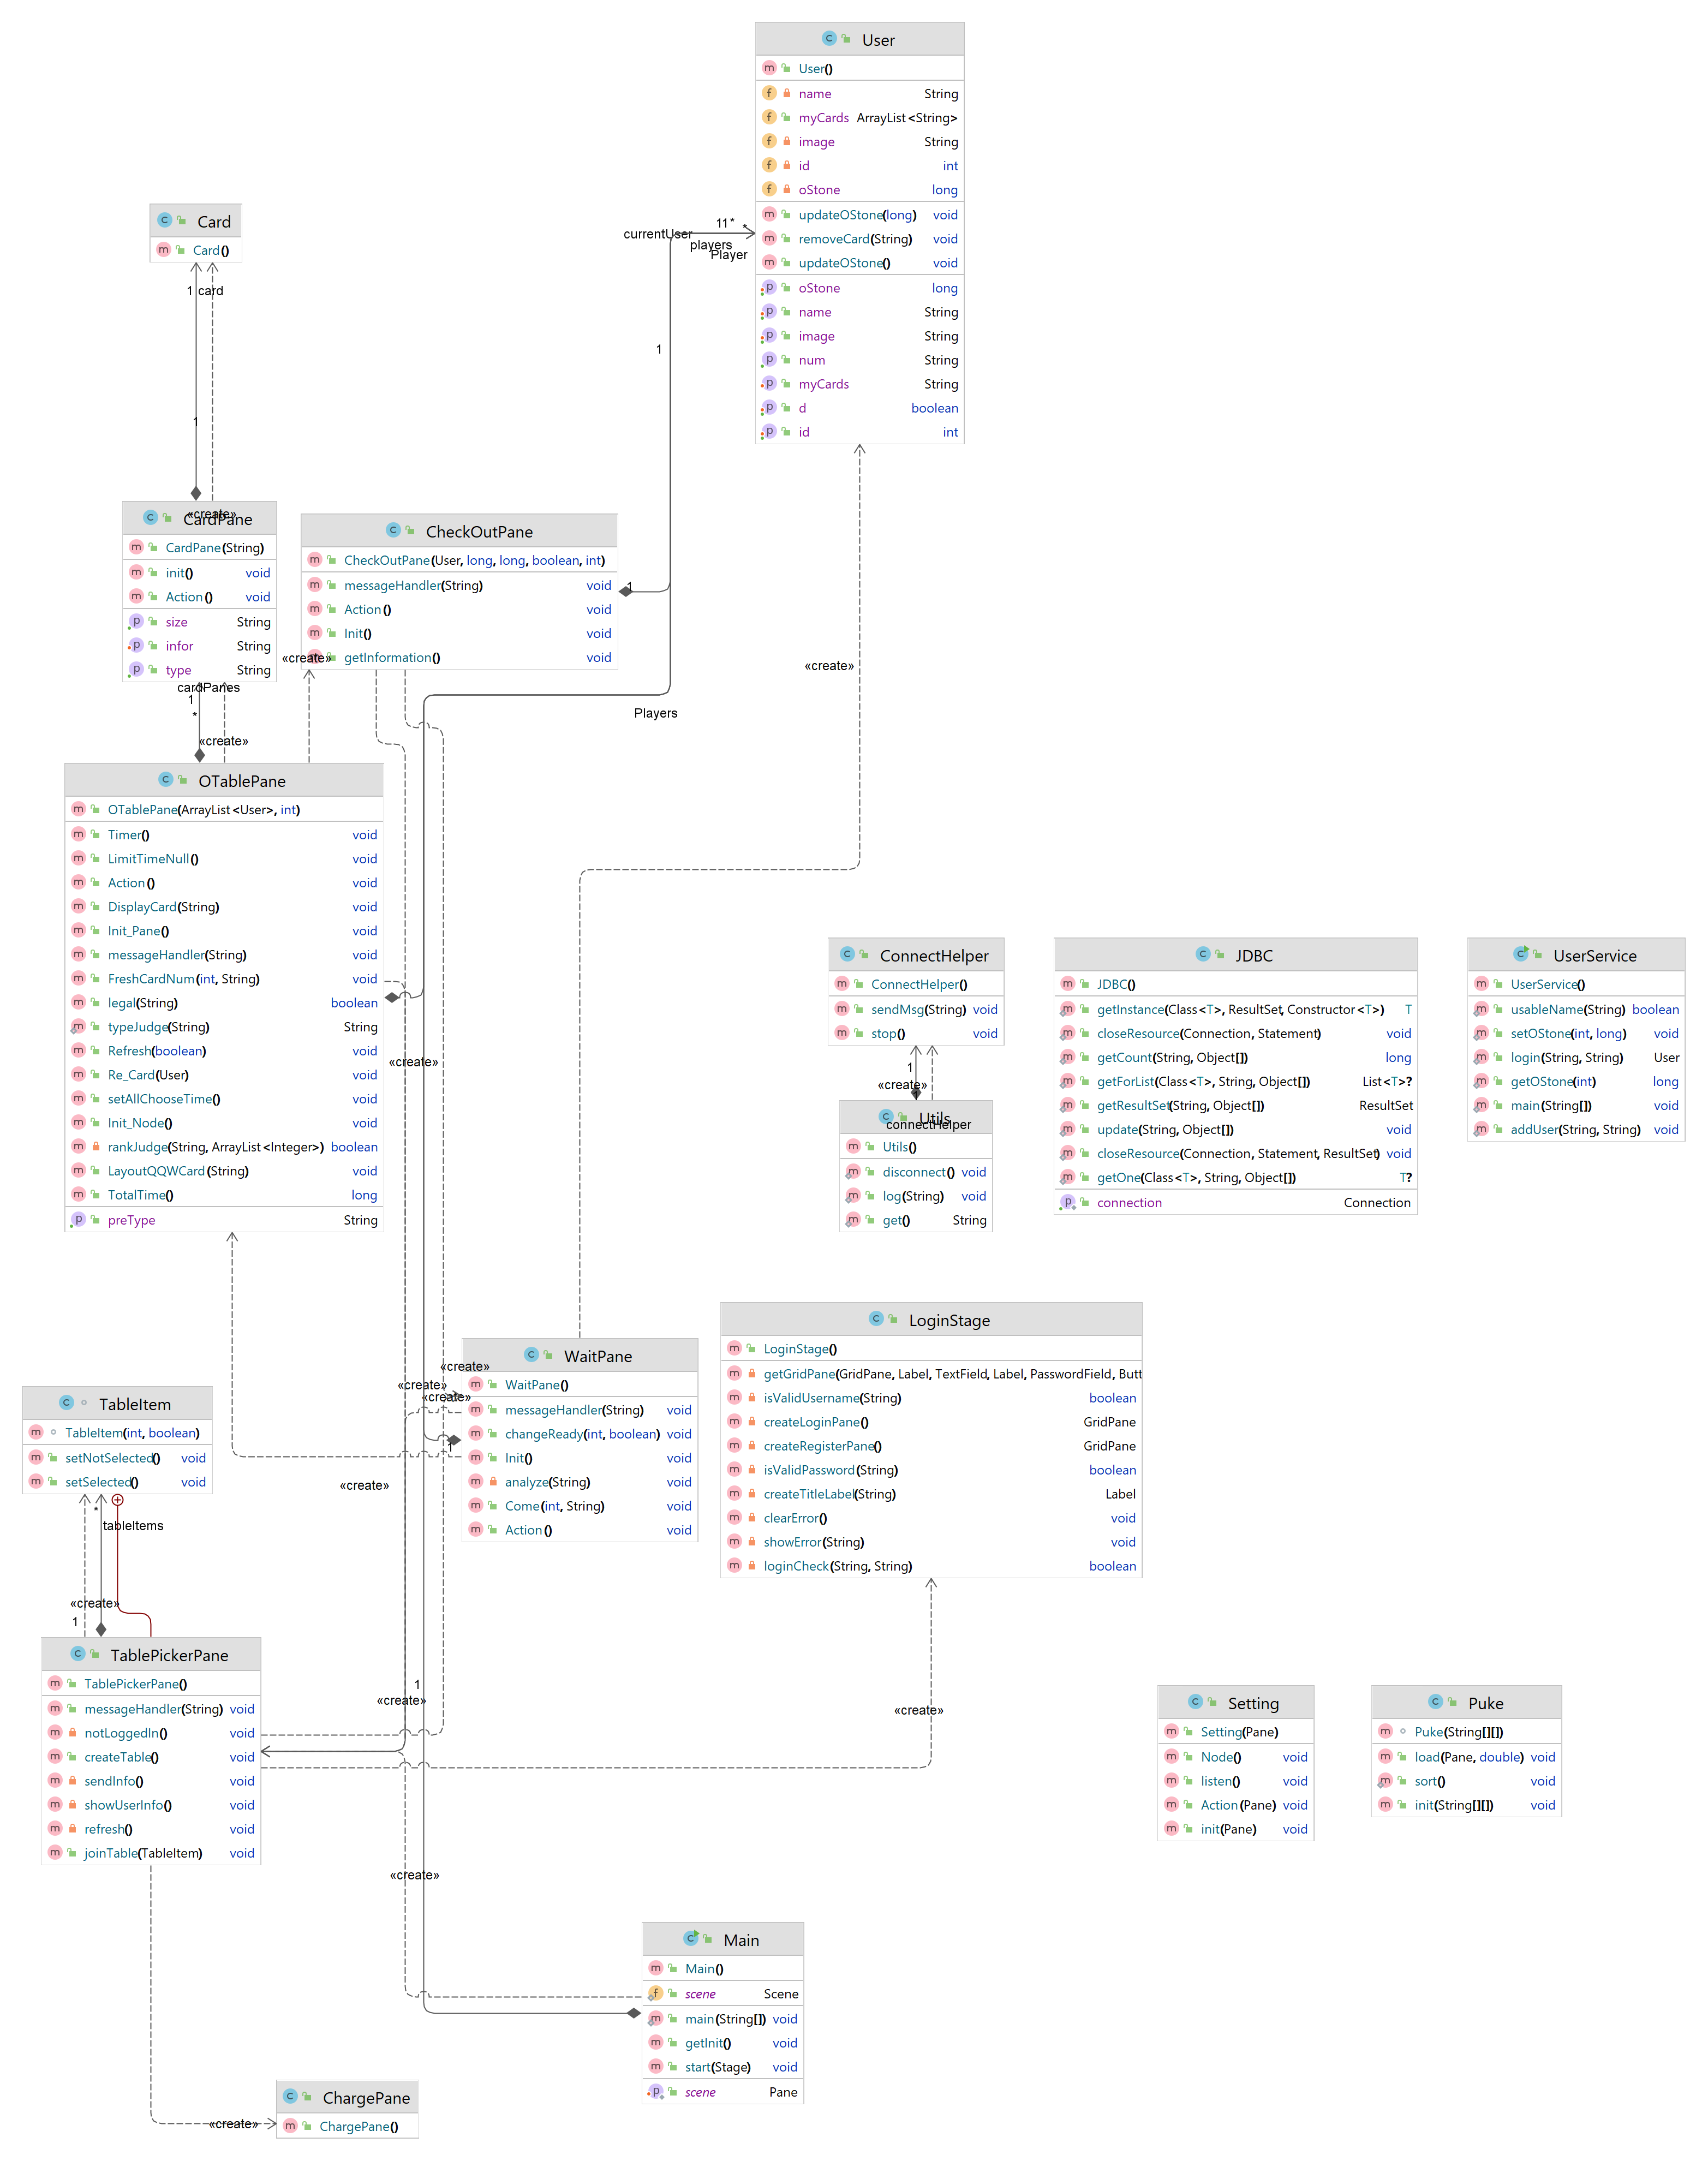 User
User()
name String
myCards ArrayList<String>
image String
id int
oStone long
updateOStone(long) void
removeCard(String) void
updateOStone() void
oStone long
name String
image String
num String
myCards String
d boolean
id int
currentUser
11*
*
players
Player
1
Card
Card()
1
card
1
«create»
CardPane
CardPane(String)
init() void
Action() void
size String
infor String
type String
CheckOutPane
CheckOutPane(User, long, long, boolean, int)
messageHandler(String) void
Action() void
Init() void
getInformation() void
1
«create»
«create»
cardPanes
1
*
«create»
Players
OTablePane
OTablePane(ArrayList<User>, int)
Timer() void
LimitTimeNull() void
Action() void
DisplayCard(String) void
Init_Pane() void
messageHandler(String) void
FreshCardNum(int, String) void
legal(String) boolean
typeJudge(String) String
Refresh(boolean) void
Re_Card(User) void
setAllChooseTime() void
Init_Node() void
rankJudge(String, ArrayList<Integer>) boolean
LayoutQQWCard(String) void
TotalTime() long
preType String
«create»
ConnectHelper
ConnectHelper()
sendMsg(String) void
stop() void
1
«create»
Utils
connectHelper
Utils()
disconnect() void
log(String) void
get() String
JDBC
JDBC()
getInstance(Class<T>, ResultSet, Constructor<T>) T
closeResource(Connection, Statement) void
getCount(String, Object[]) long
getForList(Class<T>, String, Object[]) List<T>?
getResultSet(String, Object[]) ResultSet
update(String, Object[]) void
closeResource(Connection, Statement, ResultSet) void
getOne(Class<T>, String, Object[]) T?
connection Connection
UserService
UserService()
usableName(String) boolean
setOStone(int, long) void
login(String, String) User
getOStone(int) long
main(String[]) void
addUser(String, String) void
«create»
«create»
«create»
1
«create»
WaitPane
WaitPane()
messageHandler(String) void
changeReady(int, boolean) void
Init() void
analyze(String) void
Come(int, String) void
Action() void
LoginStage
LoginStage()
getGridPane(GridPane, Label, TextField, Label, PasswordField, Butt
isValidUsername(String) boolean
createLoginPane() GridPane
createRegisterPane() GridPane
isValidPassword(String) boolean
createTitleLabel(String) Label
clearError() void
showError(String) void
loginCheck(String, String) boolean
TableItem
TableItem(int, boolean)
setNotSelected() void
setSelected() void
*
tableItems
«create»
1
TablePickerPane
TablePickerPane()
messageHandler(String) void
notLoggedIn() void
createTable() void
sendInfo() void
showUserInfo() void
refresh() void
joinTable(TableItem) void
1
«create»
«create»
«create»
Setting
Setting(Pane)
Node() void
listen() void
Action(Pane) void
init(Pane) void
Puke
Puke(String[][])
load(Pane, double) void
sort() void
init(String[][]) void
Main
Main()
scene Scene
main(String[]) void
getInit() void
start(Stage) void
scene Pane
«create»
ChargePane
ChargePane()